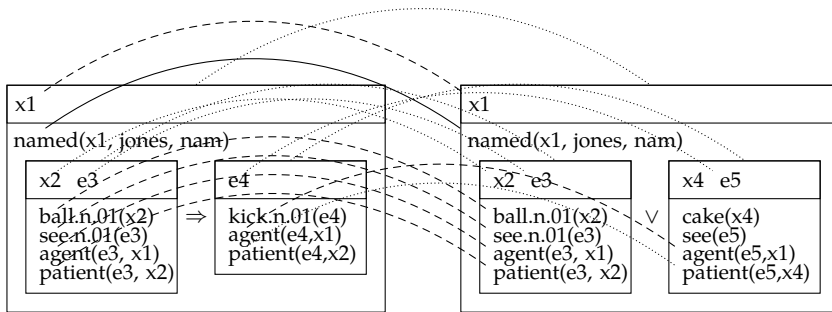 x1
named(x1, jones, nam)
x2 e3
ball.n.01(x2)
see.n.01(e3)
agent(e3, x1)
patient(e3, x2)
⇒
e4
kick.n.01(e4)
agent(e4,x1)
patient(e4,x2)
x1
named(x1, jones, nam)
x2 e3
ball.n.01(x2)
see.n.01(e3)
agent(e3, x1)
patient(e3, x2)
∨
x4 e5
cake(x4)
see(e5)
agent(e5,x1)
patient(e5,x4)